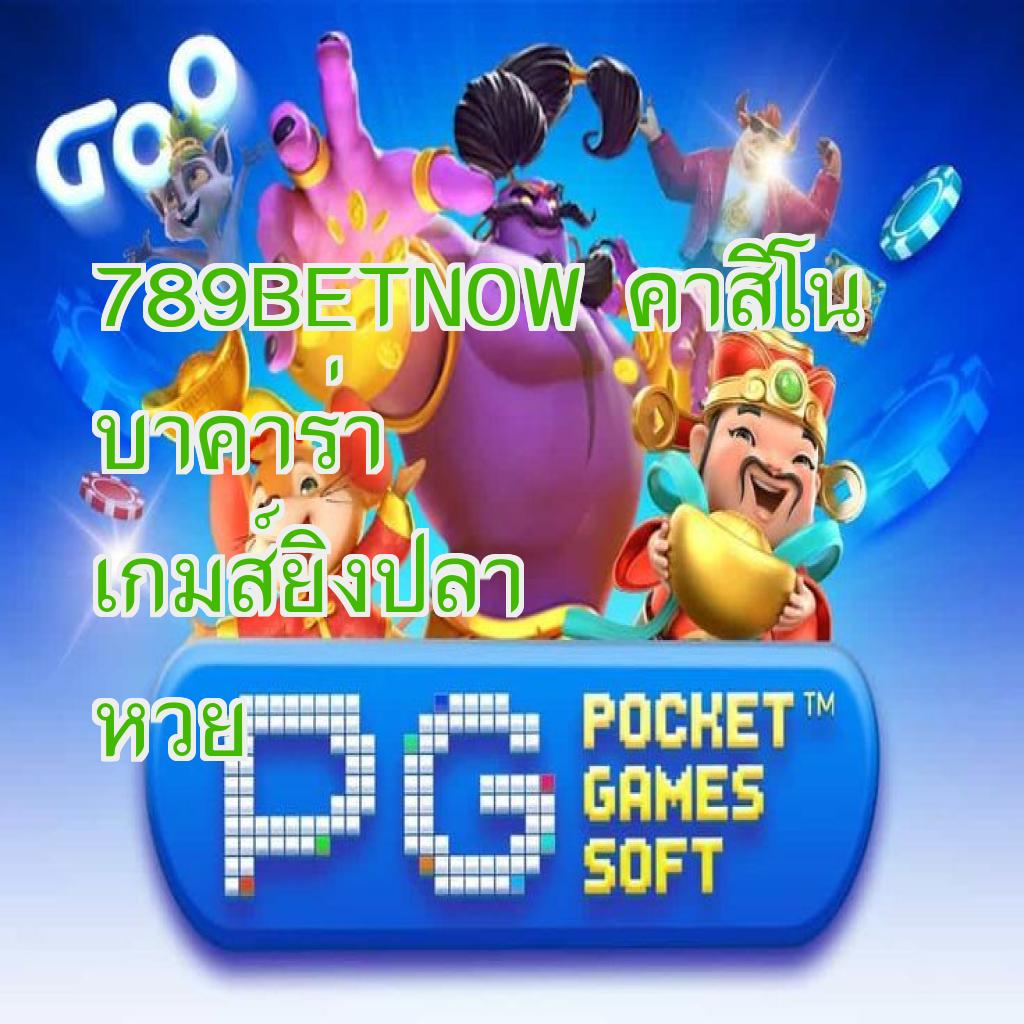 GOO
789BETNOW คาสิโน
บาคาร่า
เกมส์ยิงปลา
หวย
PG
POCKET™
GAMES
SOFT